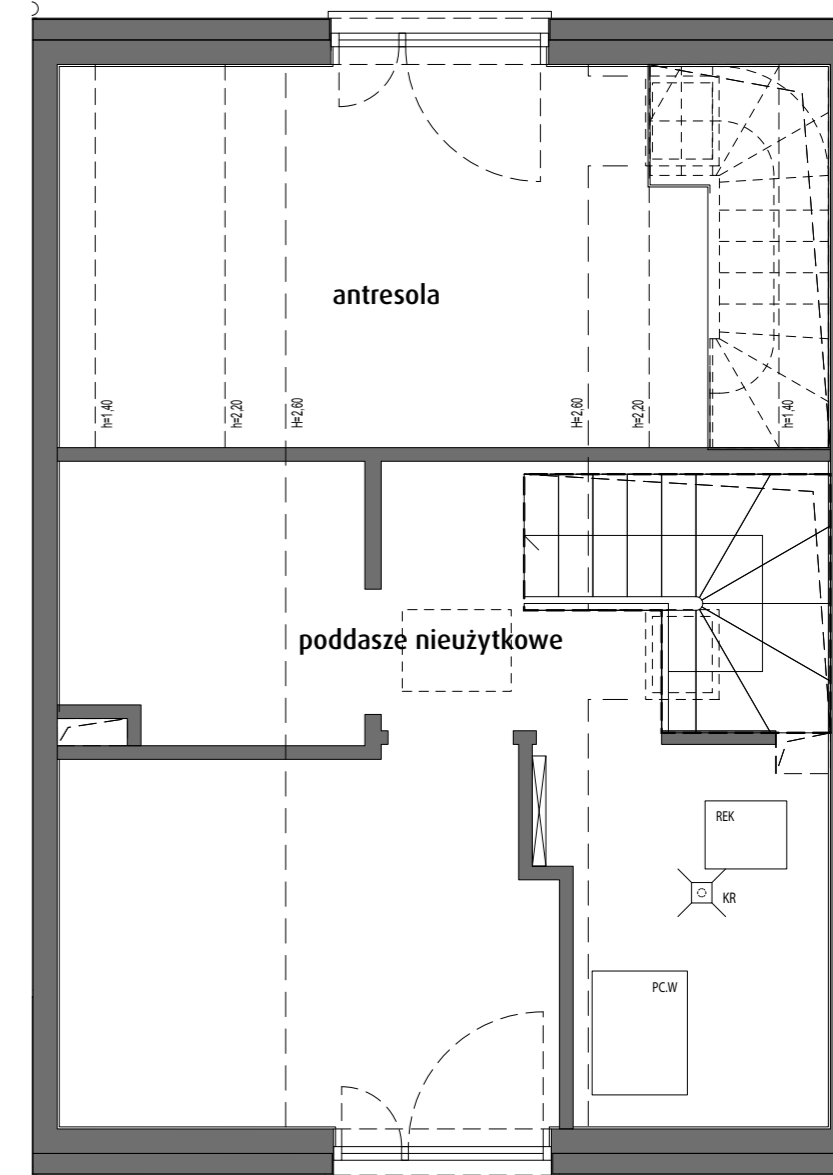 antresola
h=1,40
h=2,20
H=2,60
H=2,60
h=2,20
h=1,40
poddasze nieużytkowe
REK
KR
PC.W